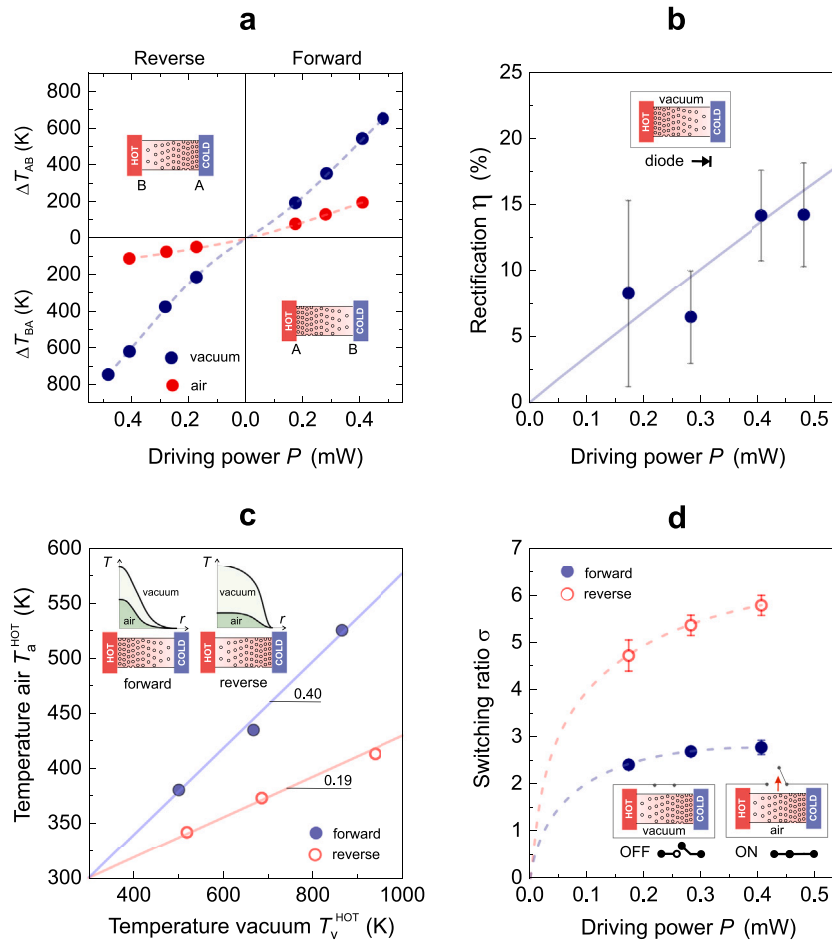 a
Reverse
Forward
800
600
400
200
0
200
400
600
800
ΔT_AB (K)
ΔT_BA (K)
HOT
COLD
B
A
HOT
COLD
A
B
vacuum
air
0.4
0.2
0.0
0.2
0.4
Driving power P (mW)
b
25
20
15
10
5
0
Rectification η (%)
vacuum
HOT
COLD
diode
0.0
0.1
0.2
0.3
0.4
0.5
Driving power P (mW)
c
600
550
500
450
400
350
300
Temperature air T_a^HOT (K)
T
vacuum
air
r
HOT
COLD
forward
T
vacuum
air
r
HOT
COLD
reverse
0.40
0.19
forward
reverse
400
600
800
1000
Temperature vacuum T_v^HOT (K)
d
7
6
5
4
3
2
1
0
Switching ratio σ
forward
reverse
HOT
COLD
vacuum
OFF
HOT
COLD
air
ON
0.0
0.1
0.2
0.3
0.4
0.5
Driving power P (mW)